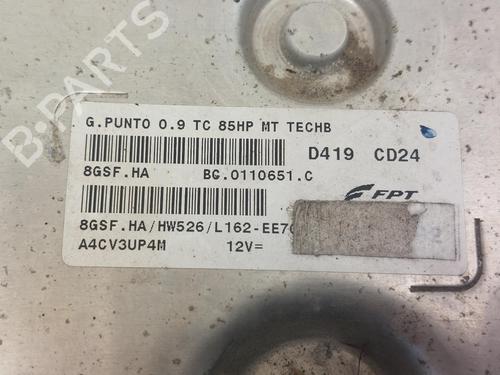 G.PUNTO 0.9 TC 85HP MT TECHB
D419 CD24
8GSF.HA BG.0110651.C
FPT
8GSF.HA/HW526/L162-EE7
A4CV3UP4M 12V=
B-PARTS